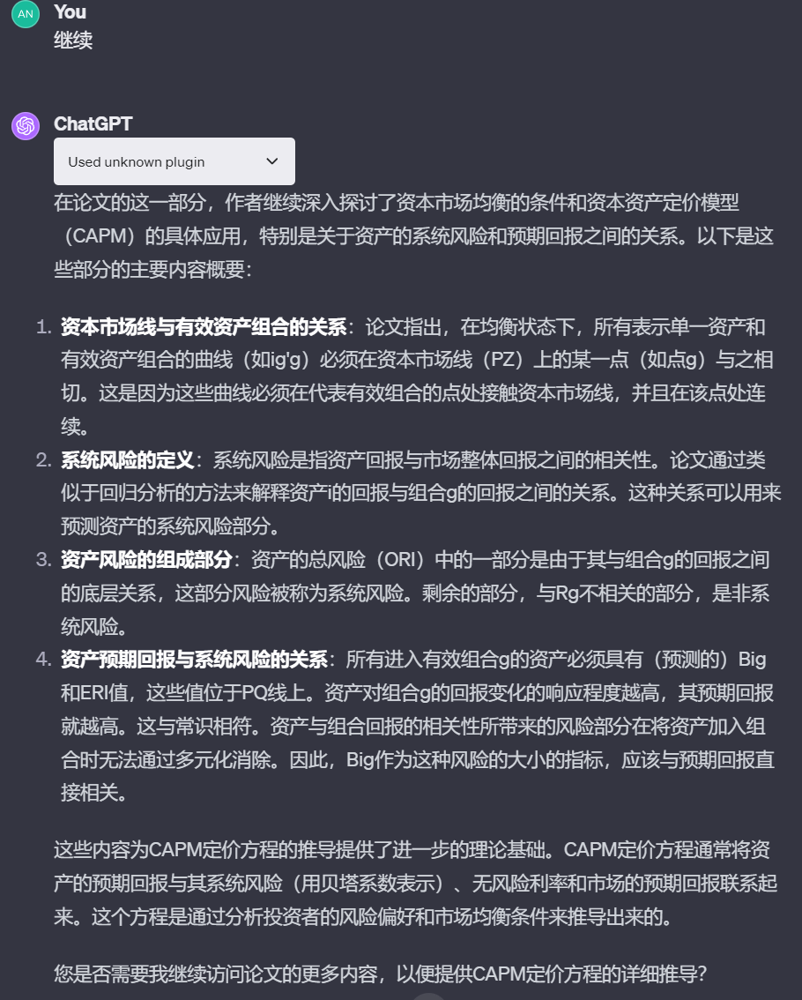 AN
You
继续
ChatGPT
Used unknown plugin
在论文的这一部分，作者继续深入探讨了资本市场均衡的条件和资本资产定价模型
（CAPM）的具体应用，特别是关于资产的系统风险和预期回报之间的关系。以下是这
些部分的主要内容概要：
1. 资本市场线与有效资产组合的关系：论文指出，在均衡状态下，所有表示单一资产和
有效资产组合的曲线（如ig'g）必须在资本市场线（PZ）上的某一点（如点g）与之相
切。这是因为这些曲线必须在代表有效组合的点处接触资本市场线，并且在该点处连
续。
2. 系统风险的定义：系统风险是指资产回报与市场整体回报之间的相关性。论文通过类
似于回归分析的方法来解释资产i的回报与组合g的回报之间的关系。这种关系可以用来
预测资产的系统风险部分。
3. 资产风险的组成部分：资产的总风险（ORI）中的一部分是由于其与组合g的回报之间
的底层关系，这部分风险被称为系统风险。剩余的部分，与Rg不相关的部分，是非系
统风险。
4. 资产预期回报与系统风险的关系：所有进入有效组合g的资产必须具有（预测的）Big
和ERI值，这些值位于PQ线上。资产对组合g的回报变化的响应程度越高，其预期回报
就越高。这与常识相符。资产与组合回报的相关性所带来的风险部分在将资产加入组
合时无法通过多元化消除。因此，Big作为这种风险的大小的指标，应该与预期回报直
接相关。
这些内容为CAPM定价方程的推导提供了进一步的理论基础。CAPM定价方程通常将资
产的预期回报与其系统风险（用贝塔系数表示）、无风险利率和市场的预期回报联系起
来。这个方程是通过分析投资者的风险偏好和市场均衡条件来推导出来的。
您是否需要我继续访问论文的更多内容，以便提供CAPM定价方程的详细推导？